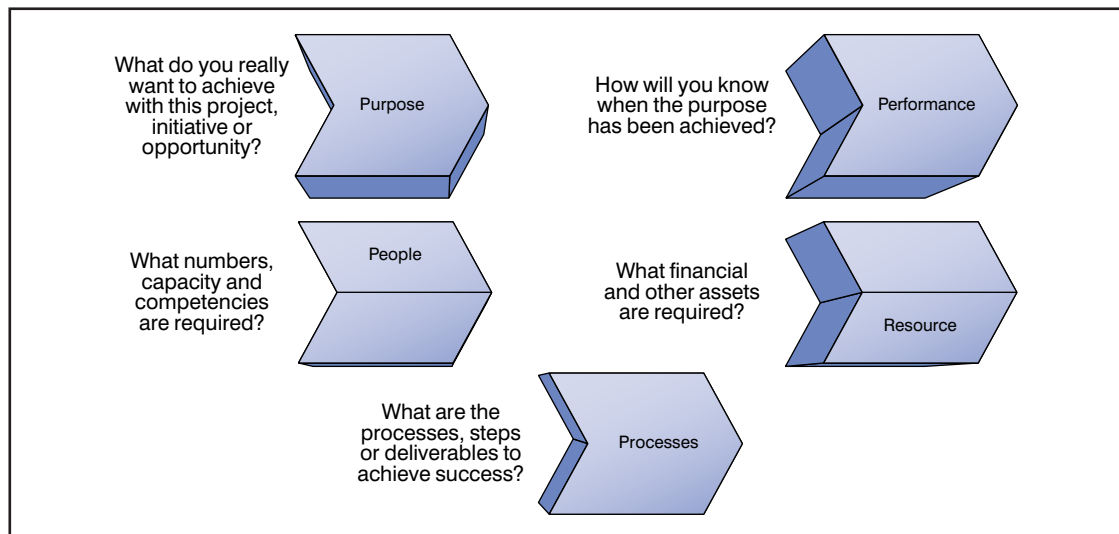 What do you really
want to achieve
with this project,
initiative or
opportunity?
Purpose
How will you know
when the purpose
has been achieved?
Performance
What numbers,
capacity and
competencies
are required?
People
What financial
and other assets
are required?
Resource
What are the
processes, steps
or deliverables to
achieve success?
Processes